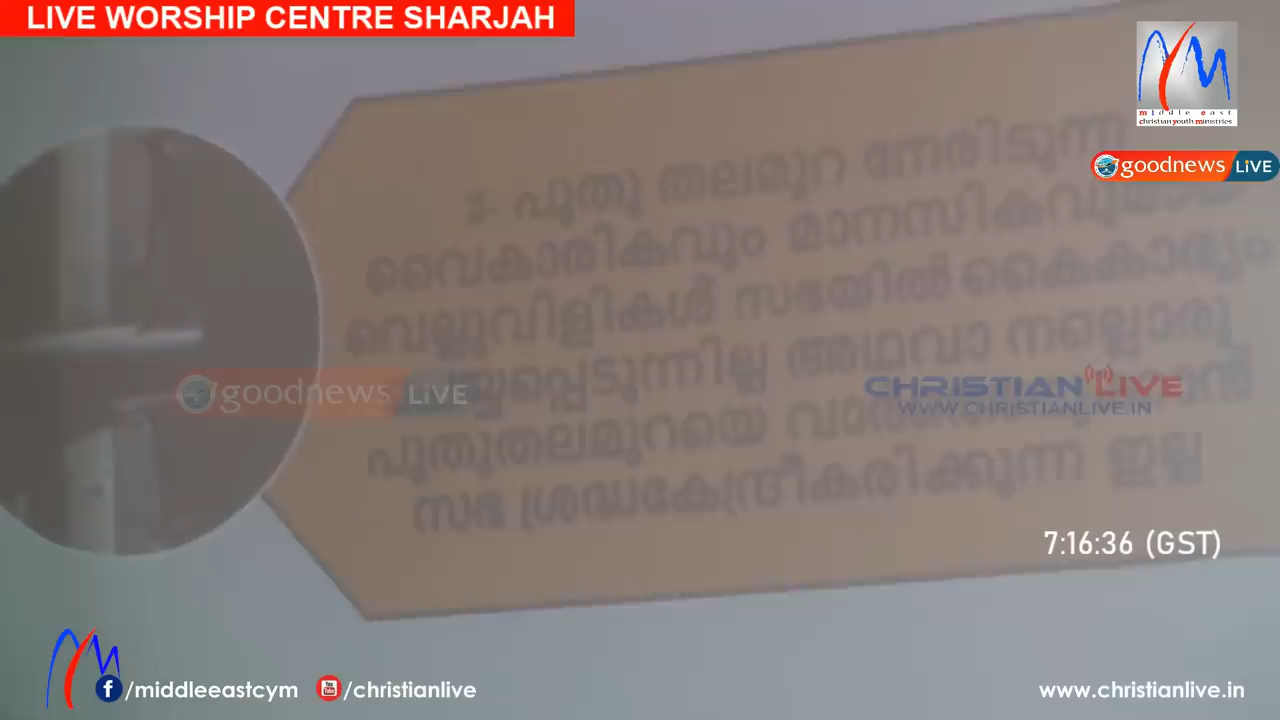 LIVE WORSHIP CENTRE SHARJAH
middle east
christian youth ministries
goodnews LIVE
3- പുതു തലമുറ നേരിടുന്ന
വൈകാരികവും മാനസികവുമായ
വെല്ലുവിളികൾ സഭയിൽ കൈകാര്യം
നല്ലൊരു
അഥവാ
goodnews LIVE
CHRISTIAN LIVE
WWW.CHRISTIANLIVE.IN
പുതുതലമുറയെ
സഭ ശ്രദ്ധകേന്ദ്രീകരിക്കുന്ന ഇല്ല
7:16:36 (GST)
/middleeastcym
/christianlive
www.christianlive.in